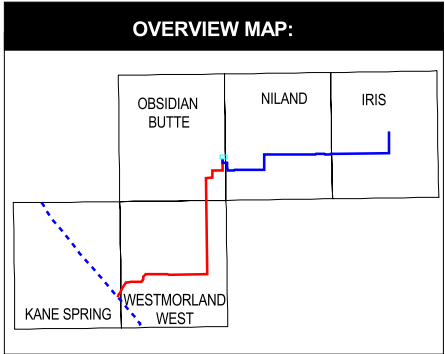 OVERVIEW MAP:
OBSIDIAN
BUTTE
NILAND
IRIS
KANE SPRING
WESTMORLAND
WEST